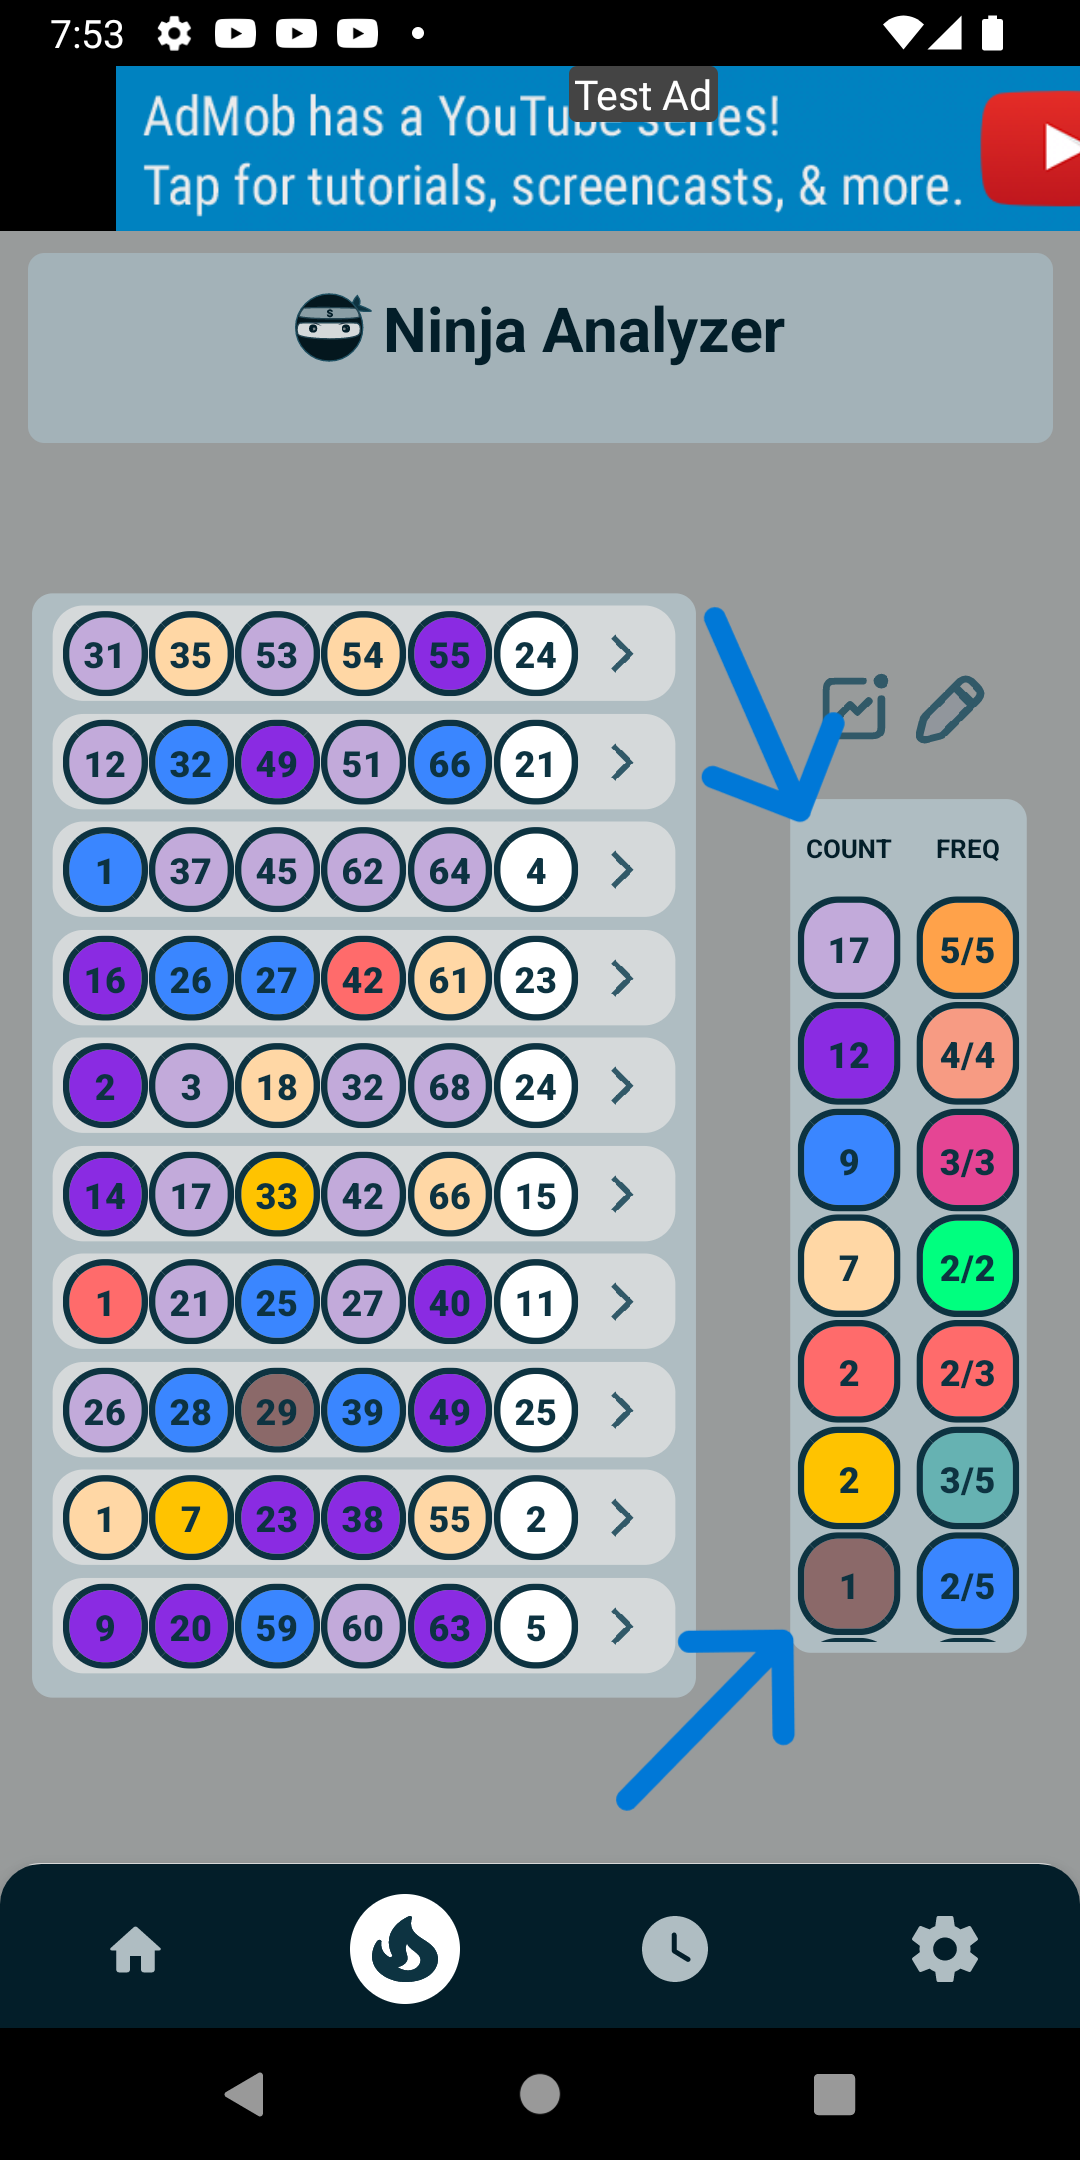 7:53
Test Ad
AdMob has a YouTube series!
Tap for tutorials, screencasts, & more.
Ninja Analyzer
31 35 53 54 55 24
12 32 49 51 66 21
1 37 45 62 64 4
16 26 27 42 61 23
2 3 18 32 68 24
14 17 33 42 66 15
1 21 25 27 40 11
26 28 29 39 49 25
1 7 23 38 55 2
9 20 59 60 63 5
COUNT FREQ
17 5/5
12 4/4
9 3/3
7 2/2
2 2/3
2 3/5
1 2/5